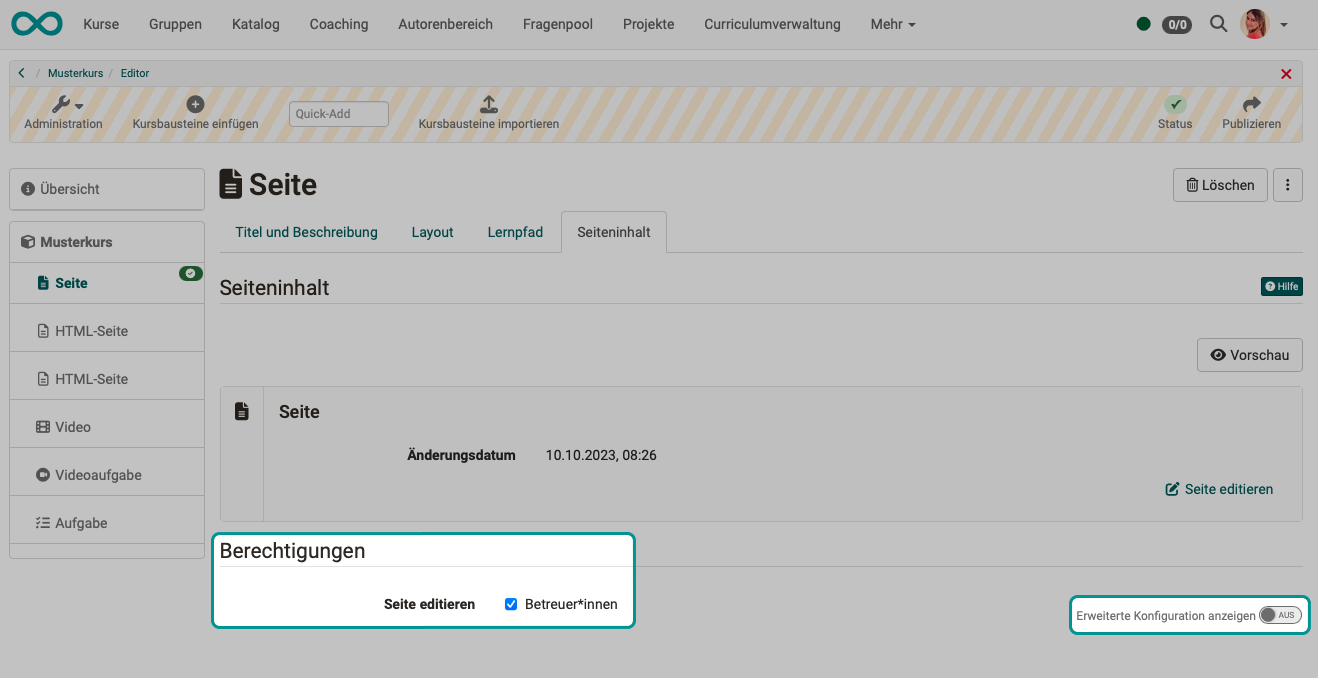 Kurse Gruppen Katalog Coaching Autorenbereich Fragenpool Projekte Curriculumverwaltung Mehr 0/0
/ Musterkurs / Editor
Administration Kursbausteine einfügen Quick-Add Kursbausteine importieren Status Publizieren
Übersicht
Musterkurs
Seite
HTML-Seite
HTML-Seite
Video
Videoaufgabe
Aufgabe
Seite
Löschen
Titel und Beschreibung Layout Lernpfad Seiteninhalt
Seiteninhalt
Hilfe
Vorschau
Seite
Änderungsdatum 10.10.2023, 08:26
Seite editieren
Berechtigungen
Seite editieren Betreuer*innen
Erweiterte Konfiguration anzeigen AUS